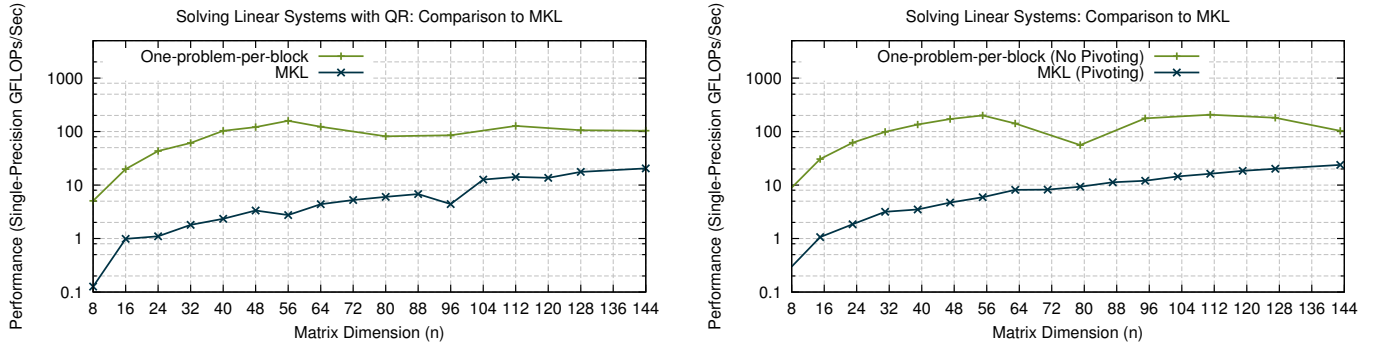 Solving Linear Systems with QR: Comparison to MKL
Performance (Single-Precision GFLOPs/Sec)
One-problem-per-block
MKL
1000
100
10
1
0.1
8 16 24 32 40 48 56 64 72 80 88 96 104 112 120 128 136 144
Matrix Dimension (n)
Solving Linear Systems: Comparison to MKL
Performance (Single-Precision GFLOPs/Sec)
One-problem-per-block (No Pivoting)
MKL (Pivoting)
1000
100
10
1
0.1
8 16 24 32 40 48 56 64 72 80 88 96 104 112 120 128 136 144
Matrix Dimension (n)